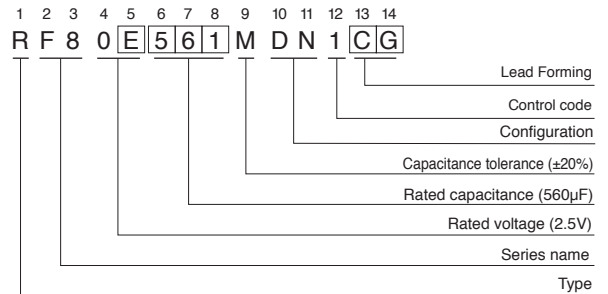 1 2 3 4 5 6 7 8 9 10 11 12 13 14
R F 8 0 E 5 6 1 M D N 1 C G
Lead Forming
Control code
Configuration
Capacitance tolerance (±20%)
Rated capacitance (560μF)
Rated voltage (2.5V)
Series name
Type